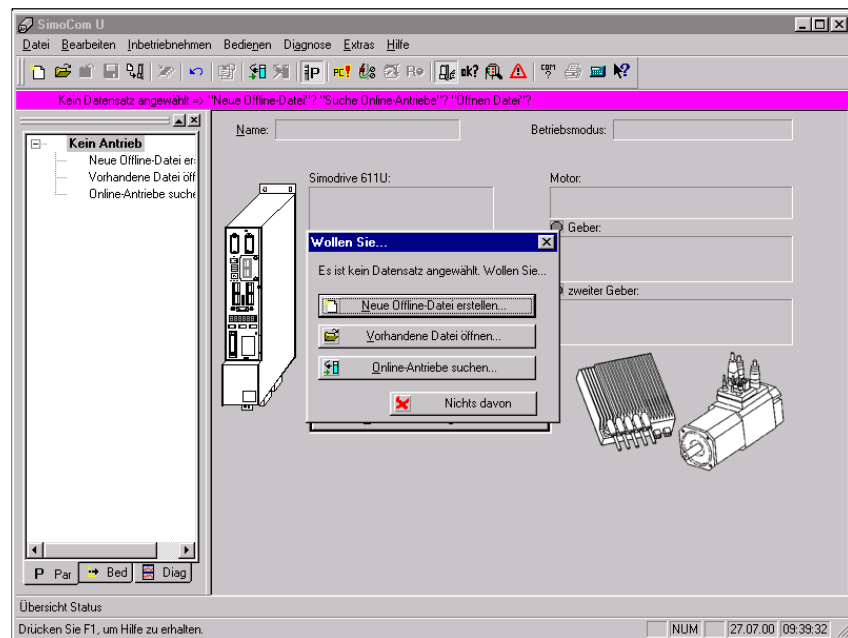 SimoCom U
Datei Bearbeiten Inbetriebnehmen Bedienen Diagnose Extras Hilfe
P PC! R⊙ ok? com ?
Kein Datensatz angewählt => "Neue Offline-Datei"? "Suche Online-Antriebe"? "Öffnen Datei"?
Kein Antrieb
Neue Offline-Datei er
Vorhandene Datei öff
Online-Antriebe suche
Name:
Betriebsmodus:
Simodrive 611U:
Motor:
Geber:
zweiter Geber:
Wollen Sie...
Es ist kein Datensatz angewählt. Wollen Sie...
Neue Offline-Datei erstellen...
Vorhandene Datei öffnen...
Online-Antriebe suchen...
Nichts davon
P Par Bed Diag
Übersicht Status
Drücken Sie F1, um Hilfe zu erhalten.
NUM 27.07.00 09:39:32